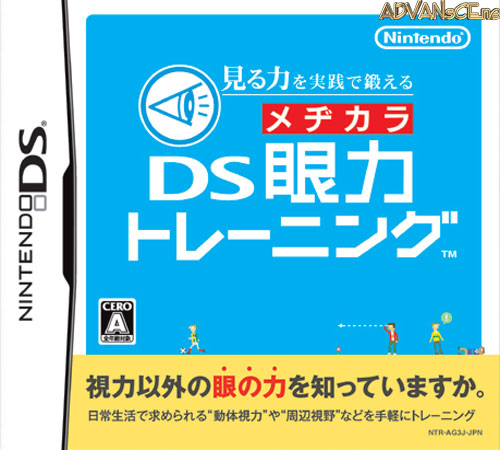 ADVANsCE.net
Nintendo
見る力を実践で鍛える
メヂカラ
DS眼力
トレーニング™
NINTENDO DS®
CERO
A
全年齢対象
視力以外の眼の力を知っていますか。
日常生活で求められる“動体視力”や“周辺視野”などを手軽にトレーニング
NTR-AG3J-JPN